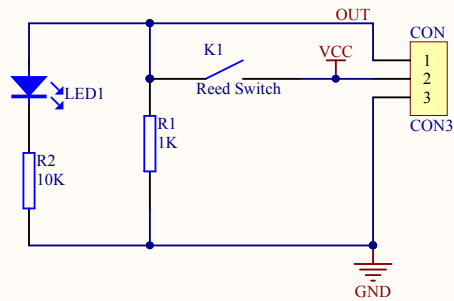 OUT
CON
K1
VCC
1
2
3
LED1
Reed Switch
R1
1K
CON3
R2
10K
GND